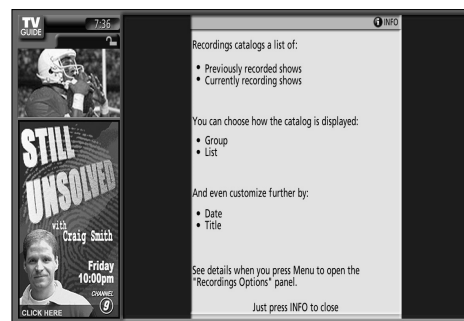 TV
GUIDE
7:36
INFO
Recordings catalogs a list of:
• Previously recorded shows
• Currently recording shows
You can choose how the catalog is displayed:
• Group
• List
And even customize further by:
• Date
• Title
See details when you press Menu to open the
"Recordings Options" panel.
Just press INFO to close
STILL
UNSOLVED
with
Craig Smith
Friday
10:00pm
CHANNEL
9
CLICK HERE